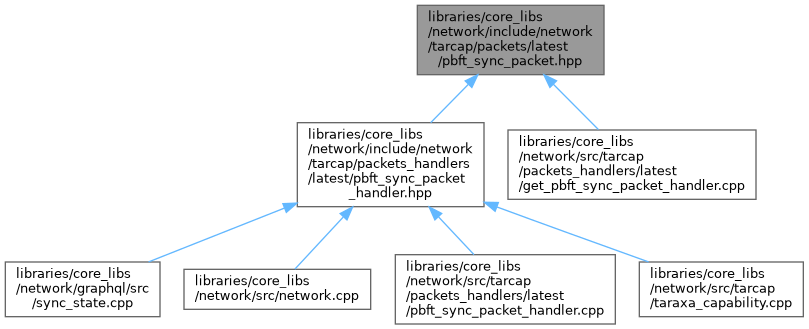 libraries/core_libs
/network/include/network
/tarcap/packets/latest
/pbft_sync_packet.hpp
libraries/core_libs
/network/include/network
/tarcap/packets_handlers
/latest/pbft_sync_packet
_handler.hpp
libraries/core_libs
/network/src/tarcap
/packets_handlers/latest
/get_pbft_sync_packet_handler.cpp
libraries/core_libs
/network/graphql/src
/sync_state.cpp
libraries/core_libs
/network/src/network.cpp
libraries/core_libs
/network/src/tarcap
/packets_handlers/latest
/pbft_sync_packet_handler.cpp
libraries/core_libs
/network/src/tarcap
/taraxa_capability.cpp